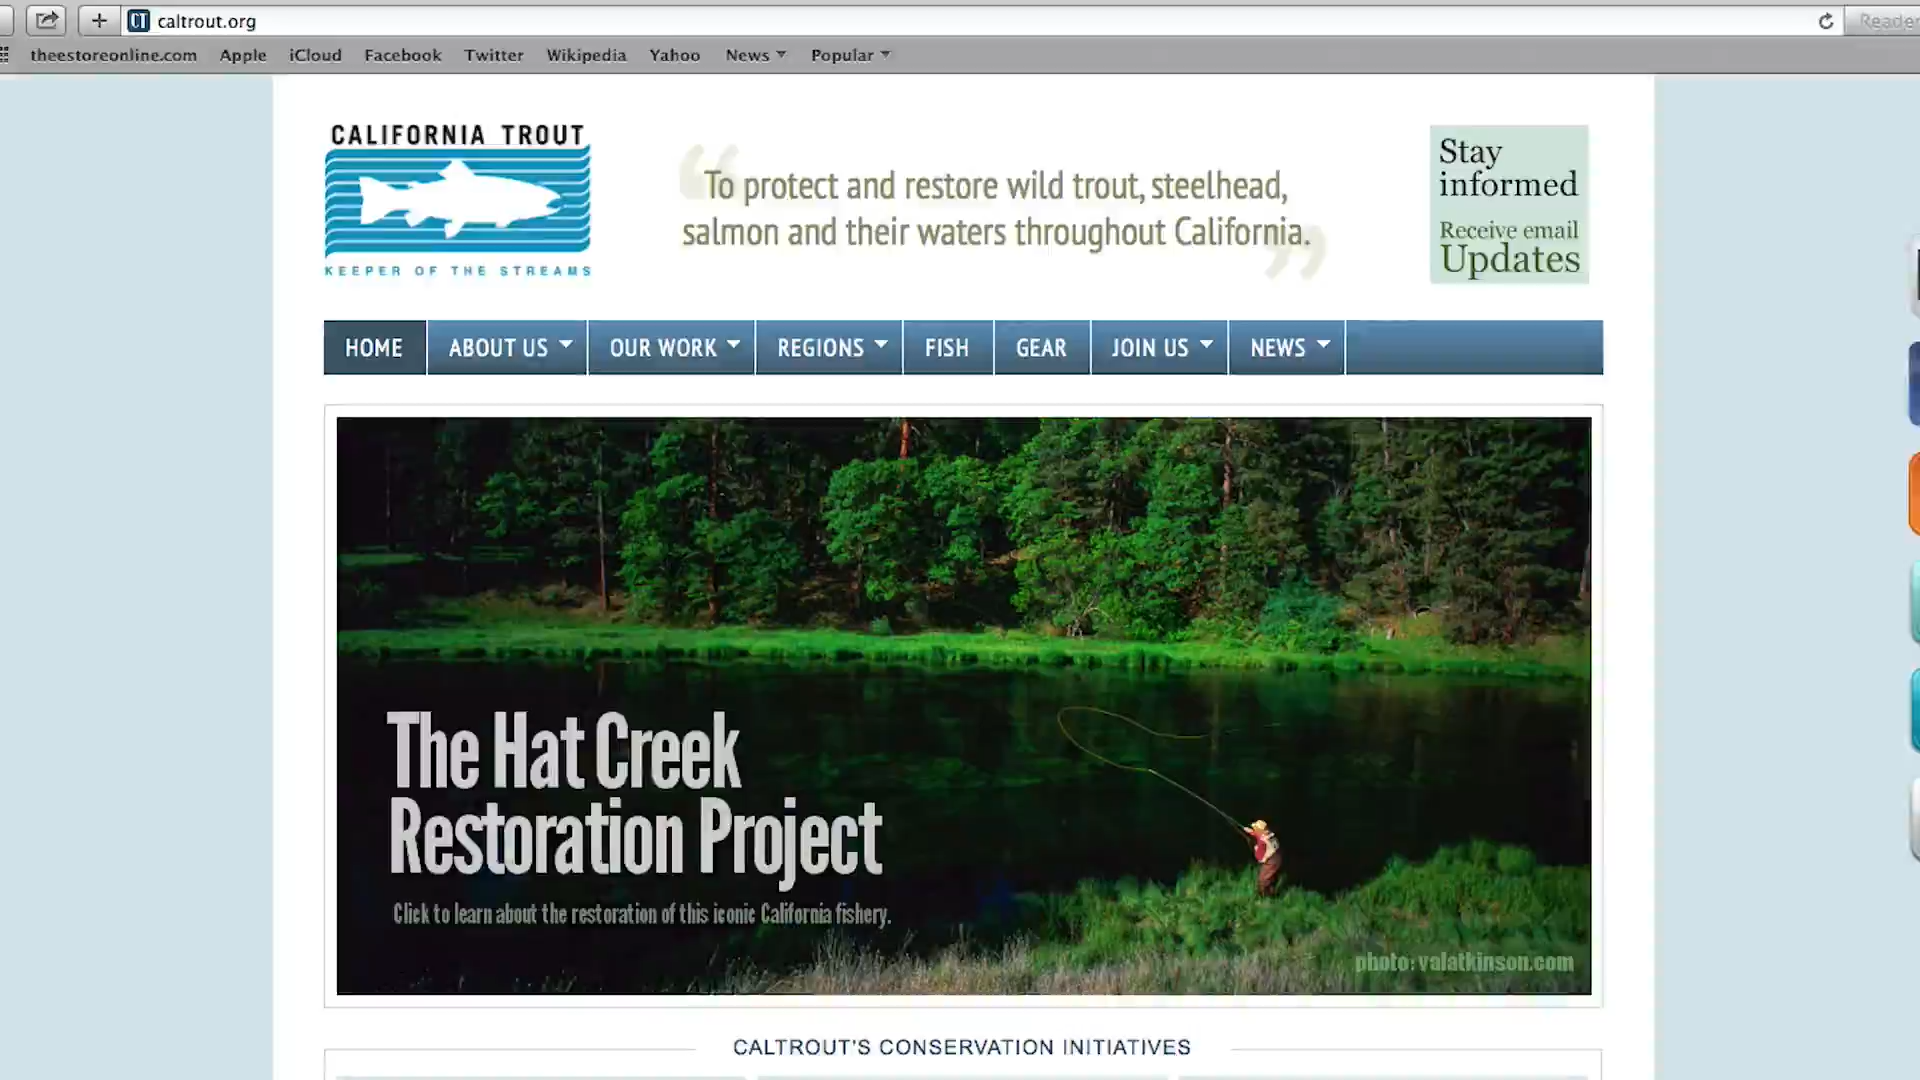 CT caltrout.org
Reader
theestoreonline.com Apple iCloud Facebook Twitter Wikipedia Yahoo News Popular
CALIFORNIA TROUT
KEEPER OF THE STREAMS
“To protect and restore wild trout, steelhead,
salmon and their waters throughout California.”
Stay
informed
Receive email
Updates
HOME ABOUT US OUR WORK REGIONS FISH GEAR JOIN US NEWS
The Hat Creek
Restoration Project
Click to learn about the restoration of this iconic California fishery.
photo: valatkinson.com
CALTROUT'S CONSERVATION INITIATIVES